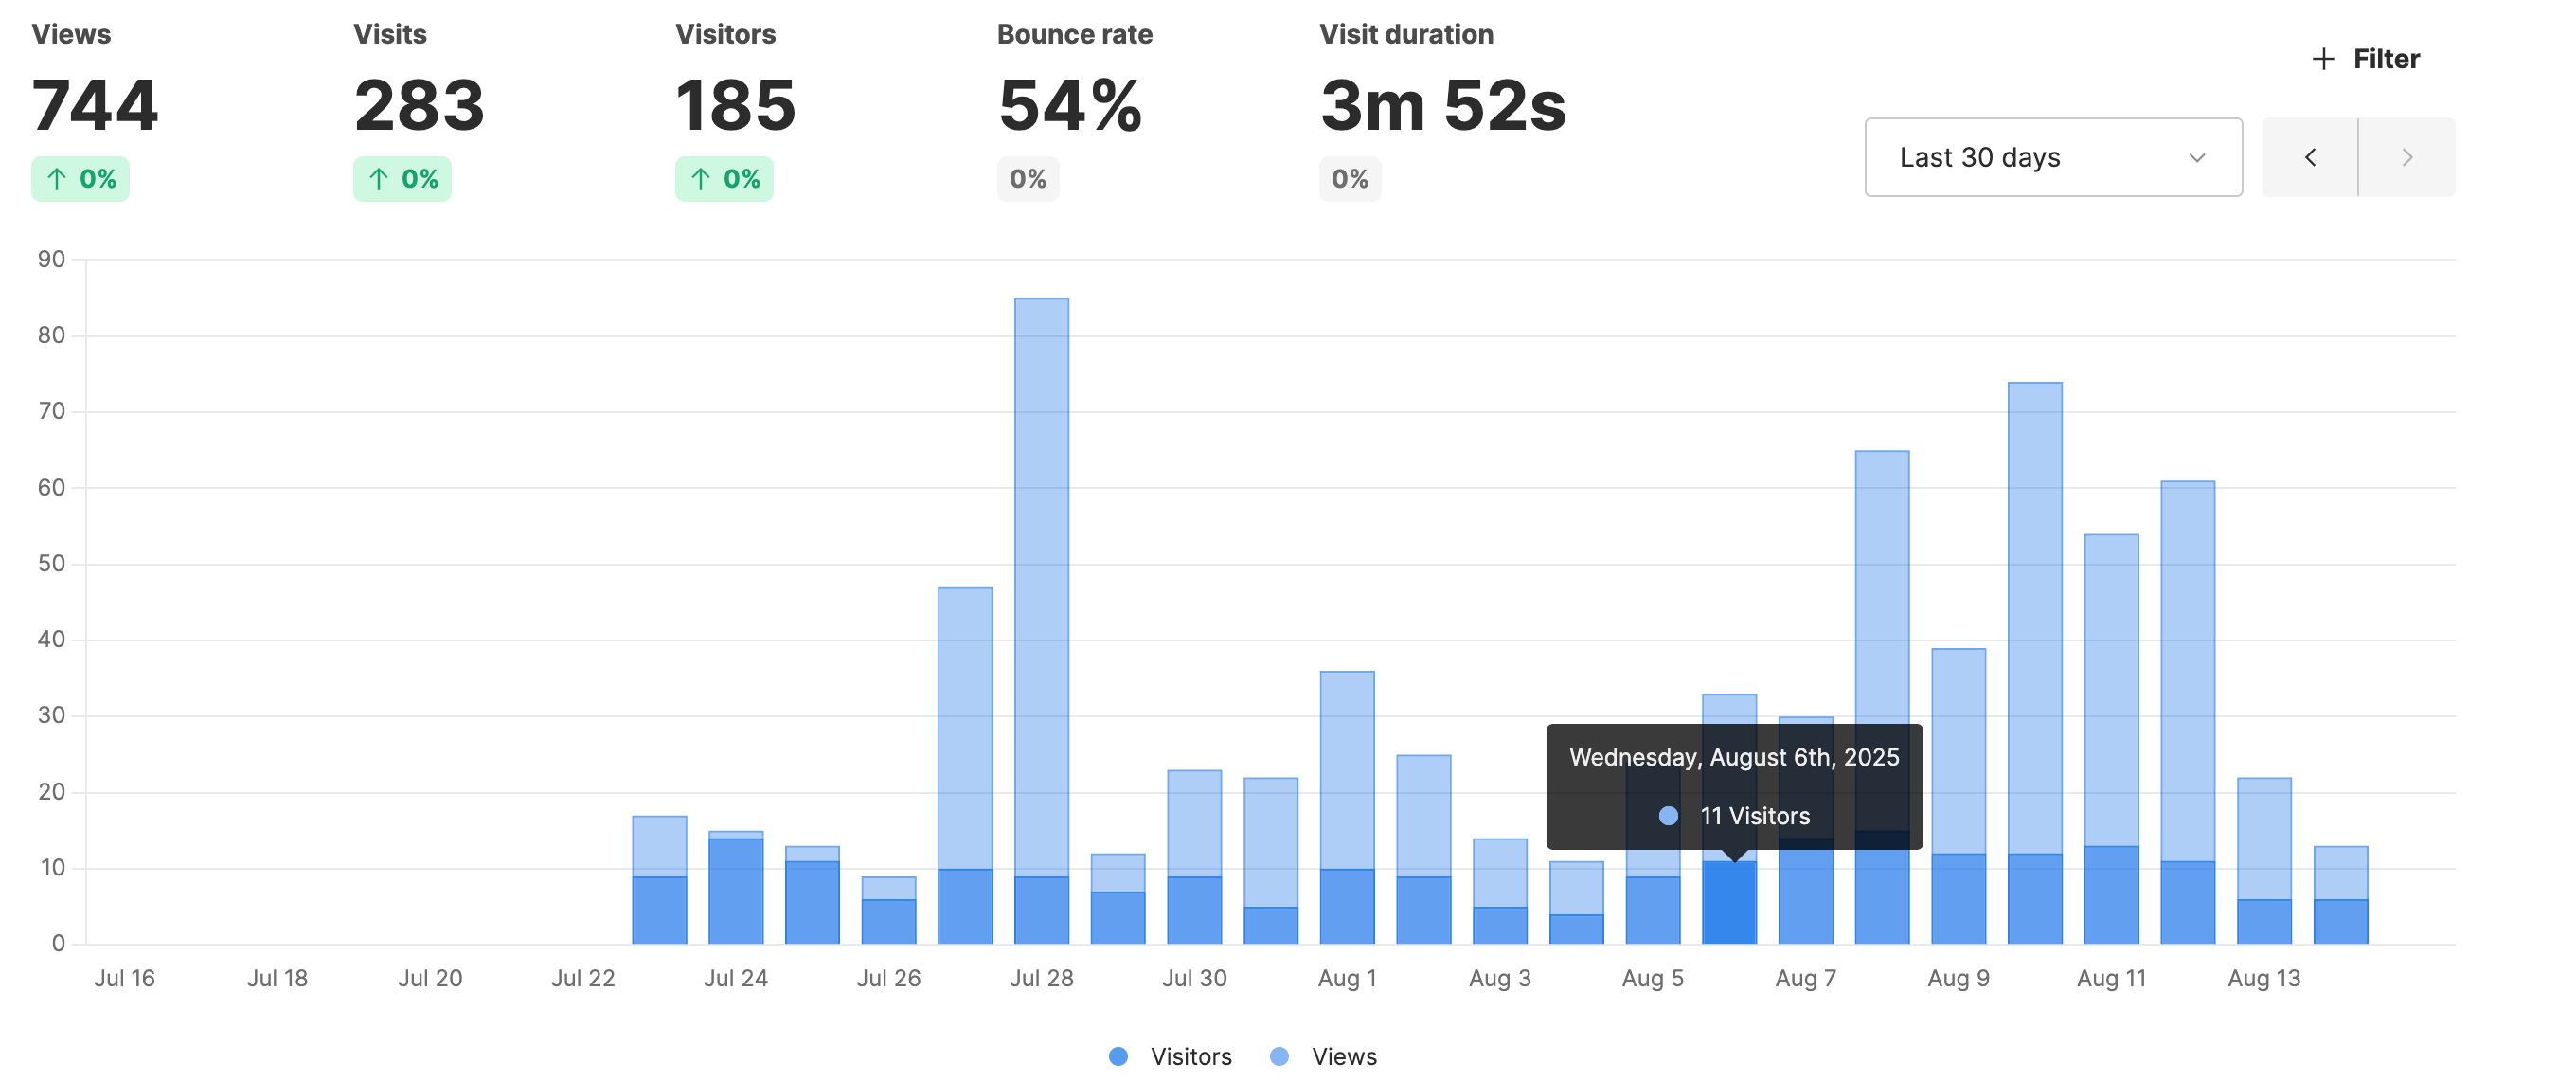 Views
744
↑ 0%
Visits
283
↑ 0%
Visitors
185
↑ 0%
Bounce rate
54%
0%
Visit duration
3m 52s
0%
+ Filter
Last 30 days
90
80
70
60
50
40
30
20
10
0
Wednesday, August 6th, 2025
11 Visitors
Jul 16 Jul 18 Jul 20 Jul 22 Jul 24 Jul 26 Jul 28 Jul 30 Aug 1 Aug 3 Aug 5 Aug 7 Aug 9 Aug 11 Aug 13
Visitors Views